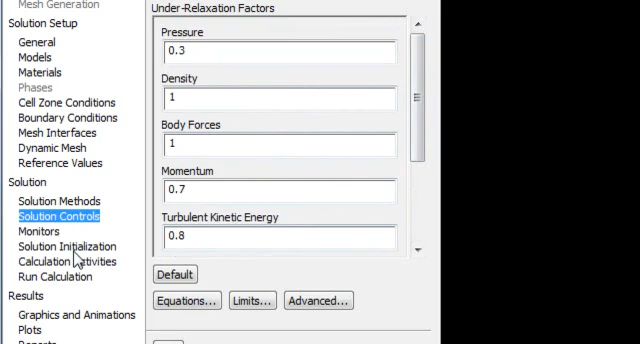 Mesh Generation
Solution Setup
General
Models
Materials
Phases
Cell Zone Conditions
Boundary Conditions
Mesh Interfaces
Dynamic Mesh
Reference Values
Solution
Solution Methods
Solution Controls
Monitors
Solution Initialization
Calculation Activities
Run Calculation
Results
Graphics and Animations
Plots
Reports
Under-Relaxation Factors
Pressure
0.3
Density
1
Body Forces
1
Momentum
0.7
Turbulent Kinetic Energy
0.8
Default
Equations...
Limits...
Advanced...